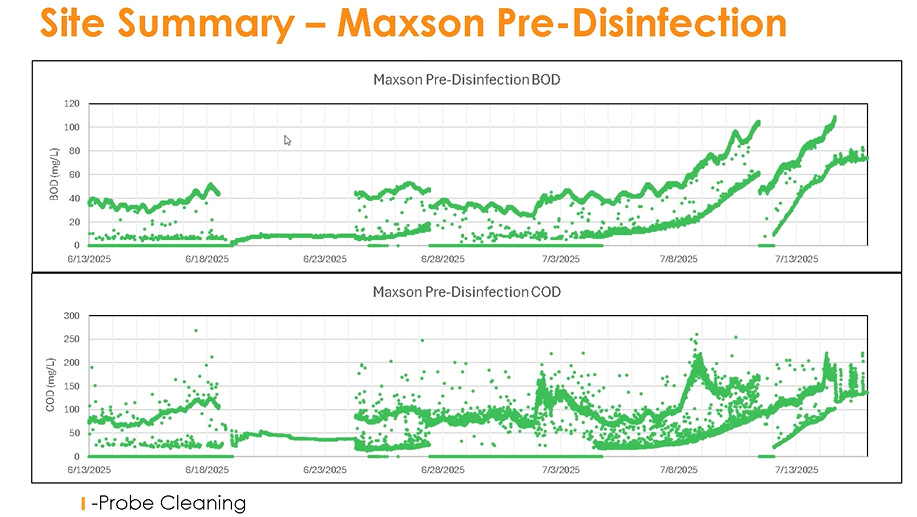 Site Summary – Maxson Pre-Disinfection
Maxson Pre-Disinfection BOD
120
100
80
60
40
20
0
BOD (mg/L)
6/13/2025 6/18/2025 6/23/2025 6/28/2025 7/3/2025 7/8/2025 7/13/2025
Maxson Pre-Disinfection COD
300
250
200
150
100
50
0
COD (mg/L)
6/13/2025 6/18/2025 6/23/2025 6/28/2025 7/3/2025 7/8/2025 7/13/2025
-Probe Cleaning